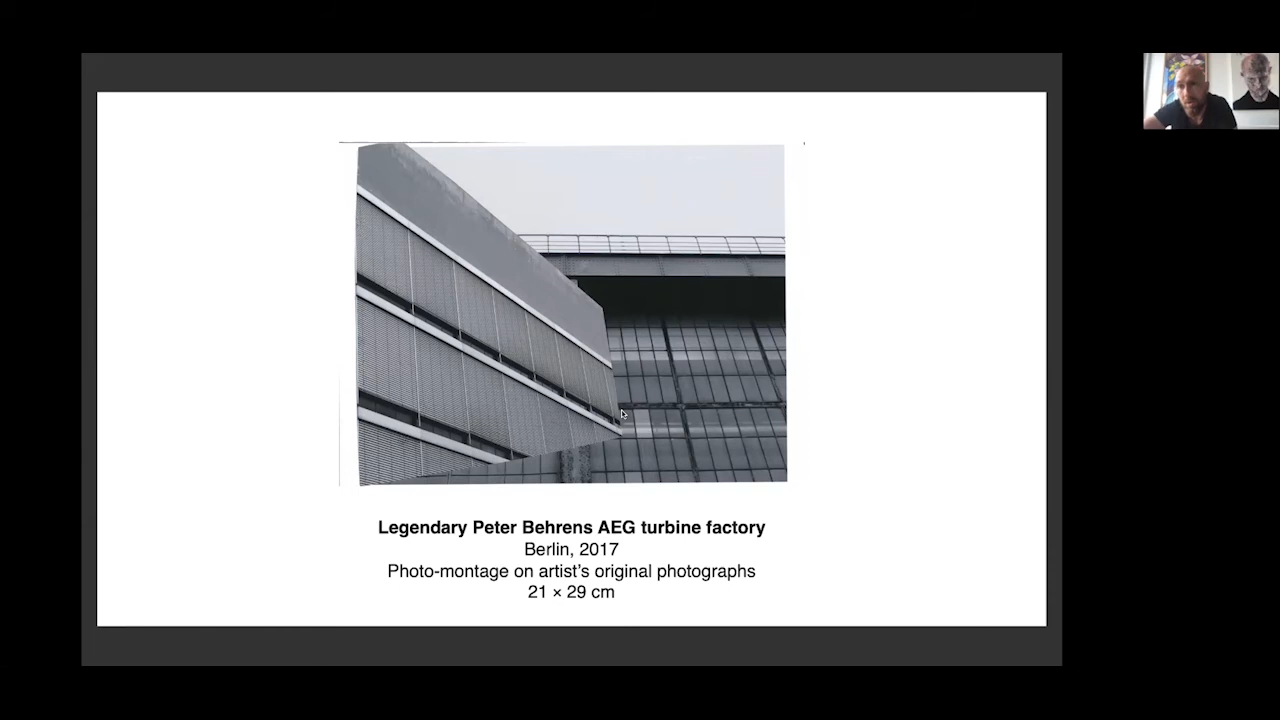 Legendary Peter Behrens AEG turbine factory
Berlin, 2017
Photo-montage on artist’s original photographs
21 × 29 cm